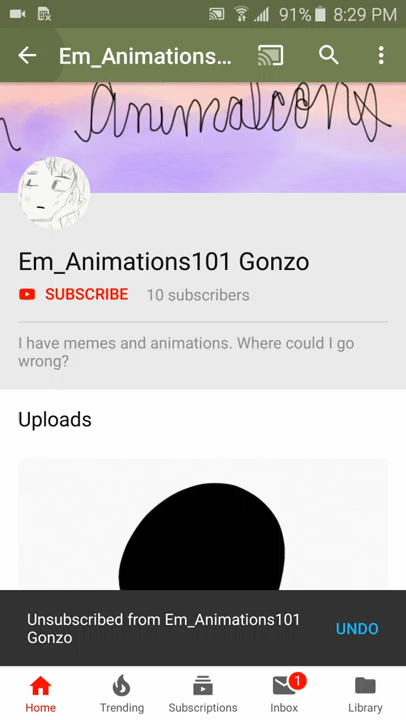 91% 8:29 PM
Em_Animations...
Animations
Em_Animations101 Gonzo
SUBSCRIBE 10 subscribers
I have memes and animations. Where could I go
wrong?
Uploads
Unsubscribed from Em_Animations101
Gonzo
UNDO
1
Home Trending Subscriptions Inbox Library